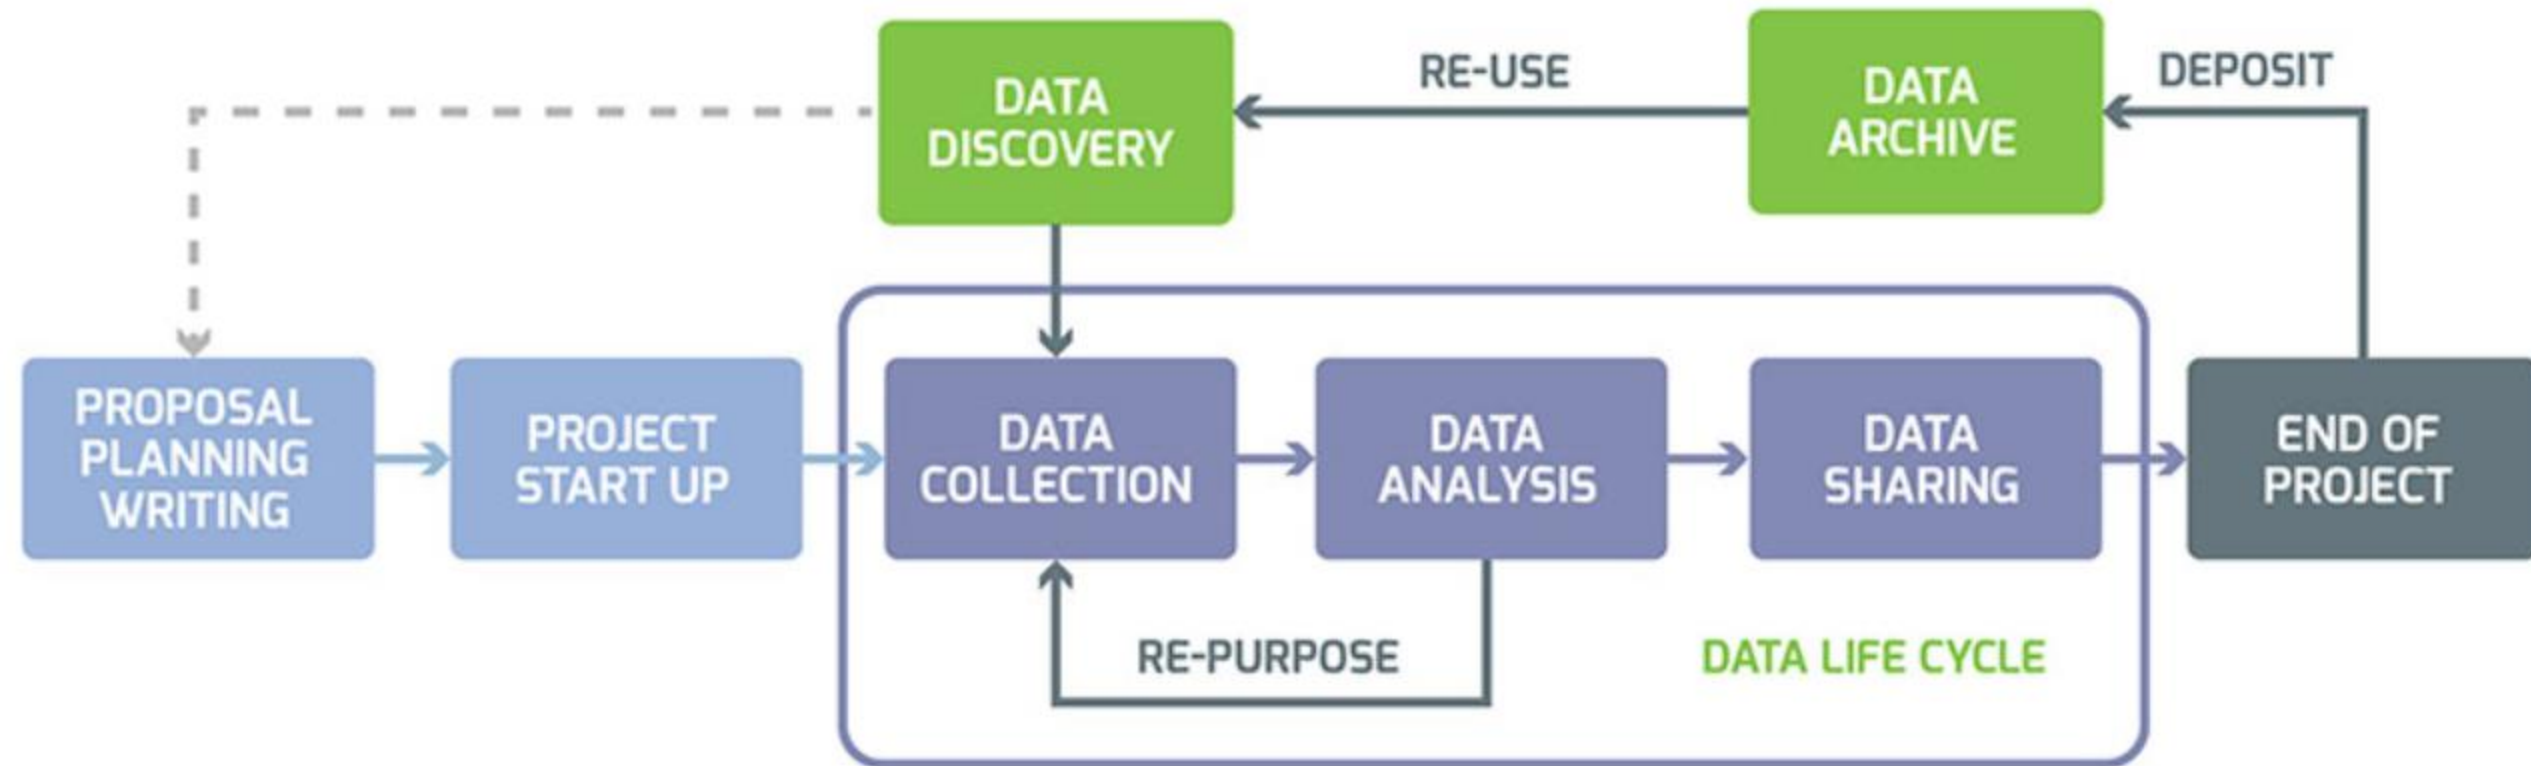 DATA
DISCOVERY
RE-USE
DATA
ARCHIVE
DEPOSIT
PROPOSAL
PLANNING
WRITING
PROJECT
START UP
DATA
COLLECTION
DATA
ANALYSIS
DATA
SHARING
END OF
PROJECT
RE-PURPOSE
DATA LIFE CYCLE